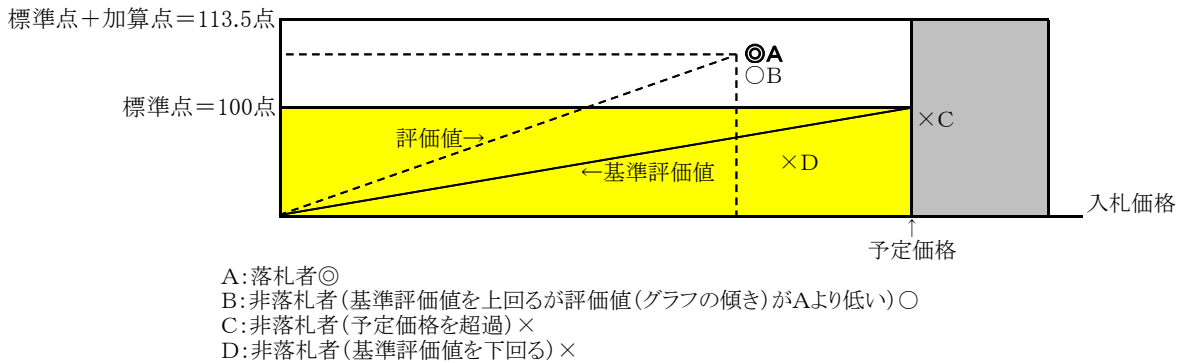 標準点+加算点=113.5点
◎A
○B
標準点=100点
×C
評価値→
×D
←基準評価値
入札価格
↑
予定価格
A:落札者◎
B:非落札者(基準評価値を上回るが評価値(グラフの傾き)がAより低い)○
C:非落札者(予定価格を超過)×
D:非落札者(基準評価値を下回る)×